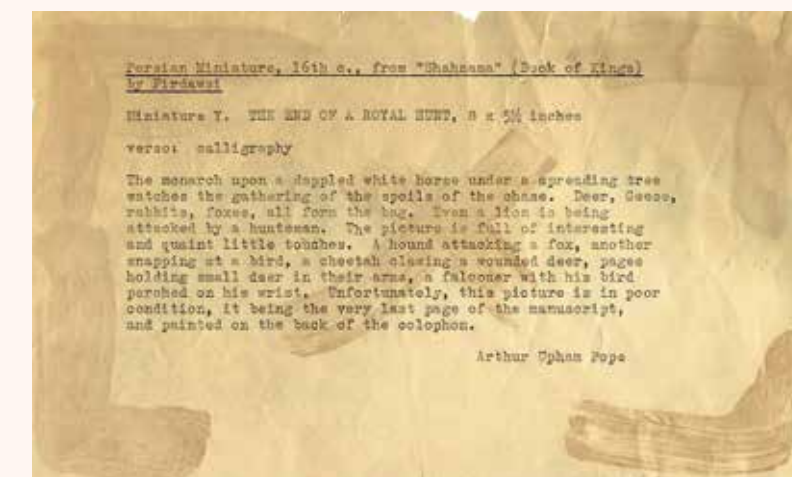 Persian Miniature, 16th c., from "Shahnama" (Book of Kings)
by Firdawsi
Miniature Y. THE END OF A ROYAL HUNT, 8 x 5½ inches
verso: calligraphy
The monarch upon a dappled white horse under a spreading tree
watches the gathering of the spoils of the chase. Deer, Geese,
rabbits, foxes, all form the bag. Even a lion is being
attacked by a huntsman. The picture is full of interesting
and quaint little touches. A hound attacking a fox, another
snapping at a bird, a cheetah clawing a wounded deer, pages
holding small deer in their arms, a falconer with his bird
perched on his wrist. Unfortunately, this picture is in poor
condition, it being the very last page of the manuscript,
and painted on the back of the colophon.
Arthur Upham Pope